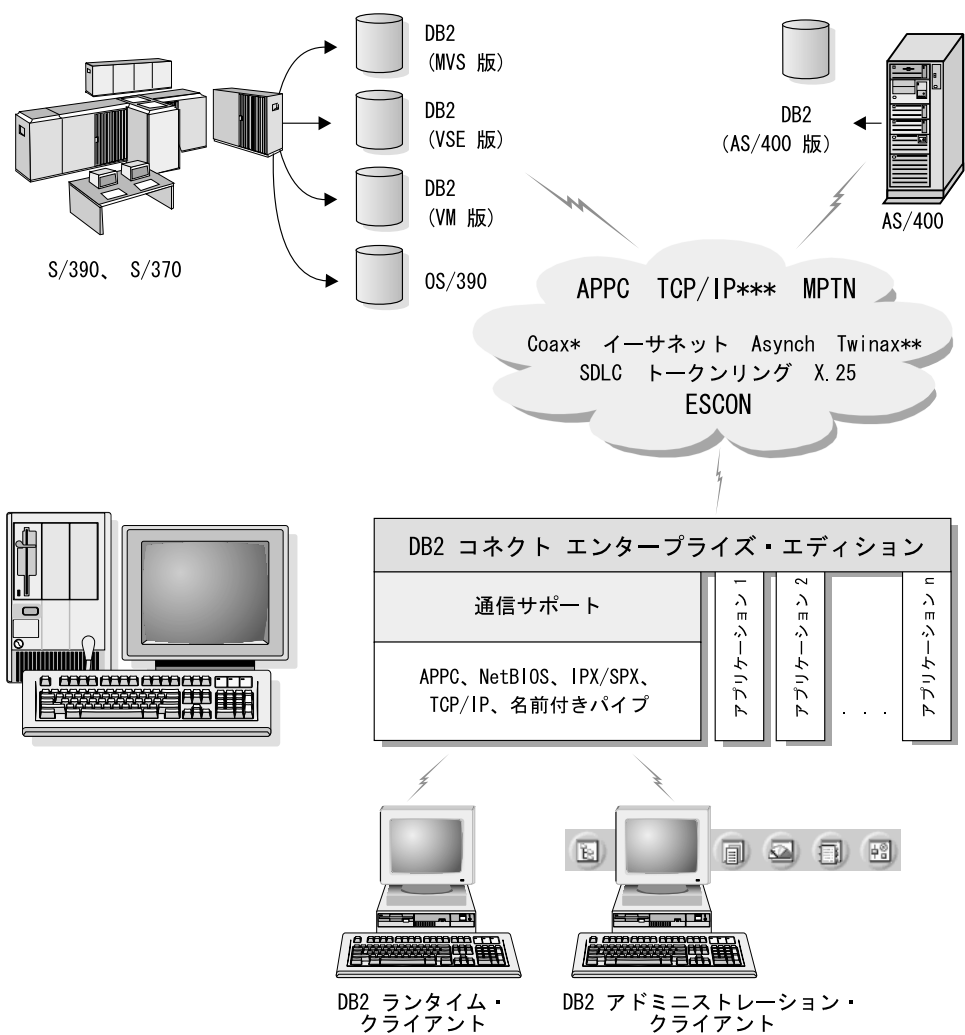 DB2
(MVS 版)
DB2
(VSE 版)
DB2
(VM 版)
OS/390
S/390、 S/370
DB2
(AS/400 版)
AS/400
APPC TCP/IP*** MPTN
Coax* イーサネット Asynch Twinax**
SDLC トークンリング X.25
ESCON
DB2 コネクト エンタープライズ・エディション
通信サポート
APPC、NetBIOS、IPX/SPX、
TCP/IP、名前付きパイプ
アプリケーション 1
アプリケーション 2
. . .
アプリケーション n
DB2 ランタイム・
クライアント
DB2 アドミニストレーション・
クライアント